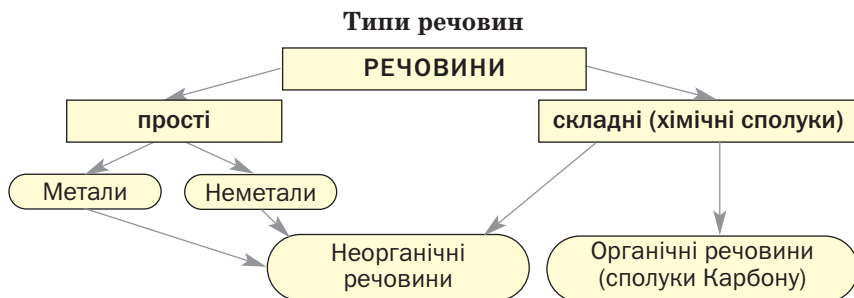 Типи речовин
РЕЧОВИНИ
прості
складні (хімічні сполуки)
Метали
Неметали
Неорганічні
речовини
Органічні речовини
(сполуки Карбону)